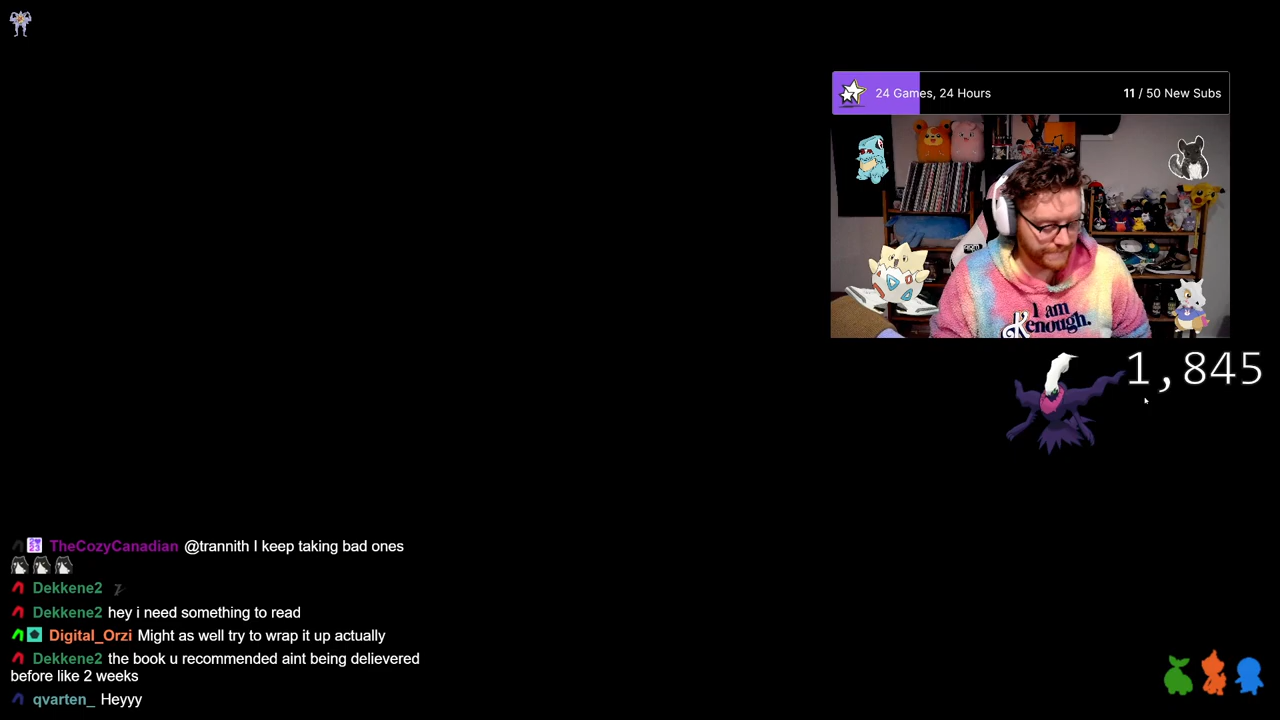 24 Games, 24 Hours 11 / 50 New Subs
I am
Kenough.
1,845
TheCozyCanadian @trannith I keep taking bad ones
Dekkene2
Dekkene2 hey i need something to read
Digital_Orzi Might as well try to wrap it up actually
Dekkene2 the book u recommended aint being delievered
before like 2 weeks
qvarten_ Heyyy